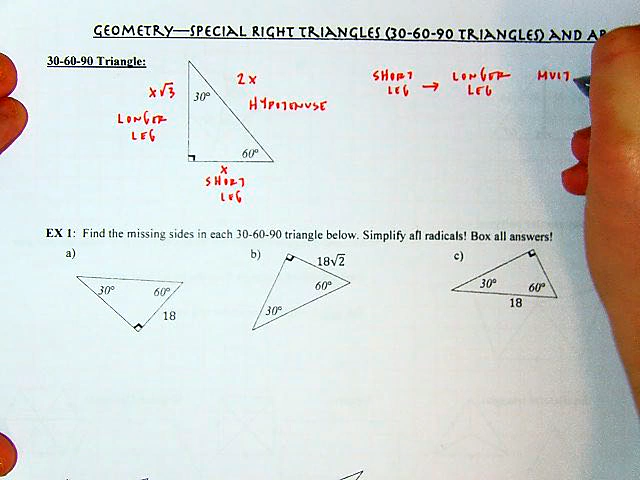 GEOMETRY—SPECIAL RIGHT TRIANGLES (30-60-90 TRIANGLES) AND
30-60-90 Triangle:
x√3
30°
2x
LONGER
LEG
HYPOTENUSE
60°
x
SHORT
LEG
SHORT
LEG → LONGER
LEG
MULT
EX 1: Find the missing sides in each 30-60-90 triangle below. Simplify all radicals! Box all answers!
a)
30°
60°
18
b)
18√2
60°
30°
c)
30°
60°
18